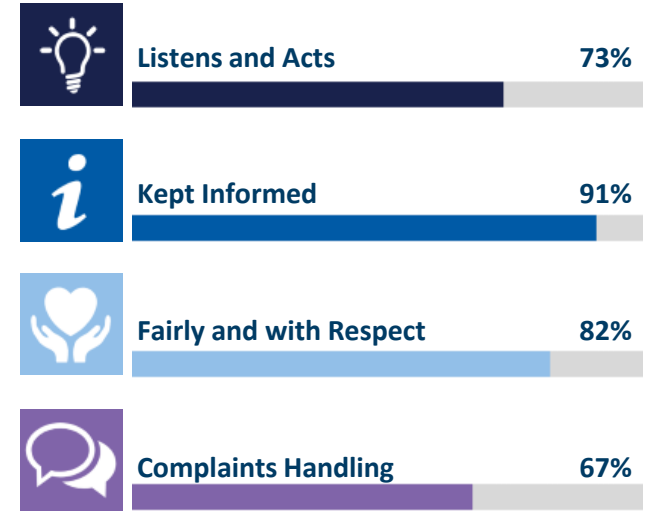 Listens and Acts 73%
Kept Informed 91%
Fairly and with Respect 82%
Complaints Handling 67%